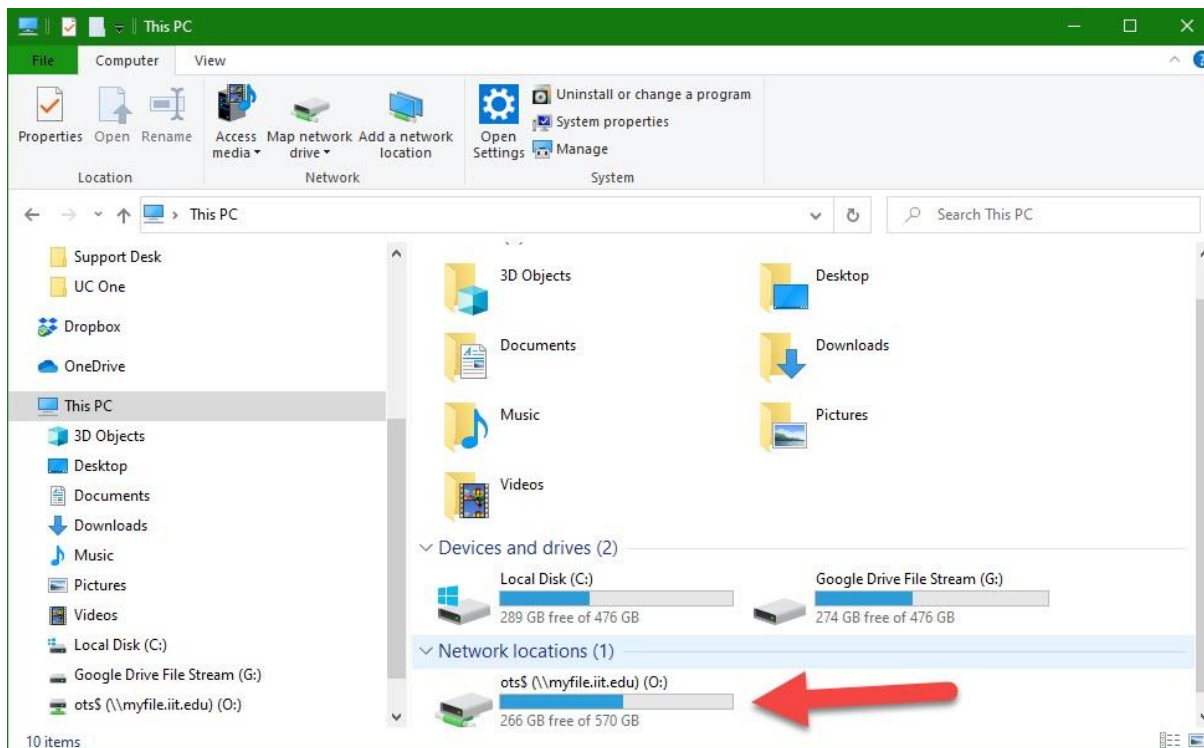 This PC
File Computer View
Properties Open Rename Access media Map network drive Add a network location Open Settings Uninstall or change a program
System properties
Manage
Location Network System
This PC Search This PC
Support Desk
UC One
Dropbox
OneDrive
This PC
3D Objects
Desktop
Documents
Downloads
Music
Pictures
Videos
Local Disk (C:)
Google Drive File Stream (G:)
ots$ (\\myfile.iit.edu) (O:)
3D Objects Desktop
Documents Downloads
Music Pictures
Videos
Devices and drives (2)
Local Disk (C:) Google Drive File Stream (G:)
289 GB free of 476 GB 274 GB free of 476 GB
Network locations (1)
ots$ (\\myfile.iit.edu) (O:)
266 GB free of 570 GB
10 items